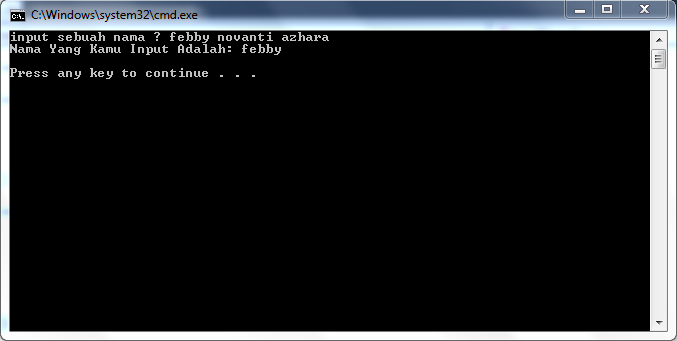 C:\Windows\system32\cmd.exe
input sebuah nama ? febby novanti azhara
Nama Yang Kamu Input Adalah: febby
Press any key to continue . . .